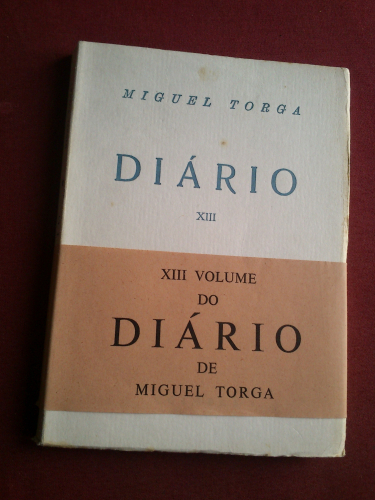 MIGUEL TORGA
DIÁRIO
XIII
XIII VOLUME
DO
DIÁRIO
DE
MIGUEL TORGA